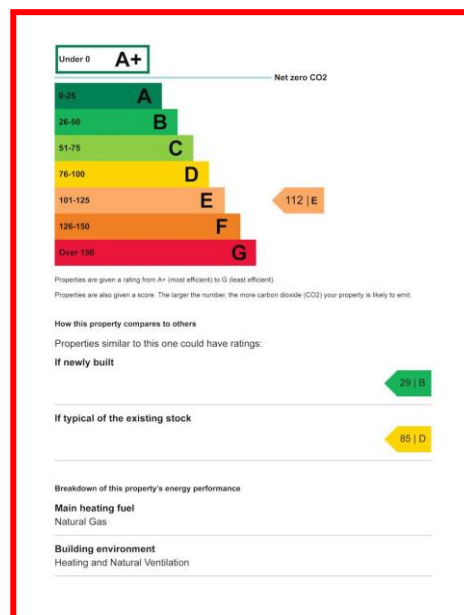 Under 0 A+
Net zero CO2
0-25 A
26-50 B
51-75 C
76-100 D
101-125 E 112 | E
126-150 F
Over 150 G
Properties are given a rating from A+ (most efficient) to G (least efficient).
Properties are also given a score. The larger the number, the more carbon dioxide (CO2) your property is likely to emit.
How this property compares to others
Properties similar to this one could have ratings:
If newly built
29 | B
If typical of the existing stock
85 | D
Breakdown of this property's energy performance
Main heating fuel
Natural Gas
Building environment
Heating and Natural Ventilation